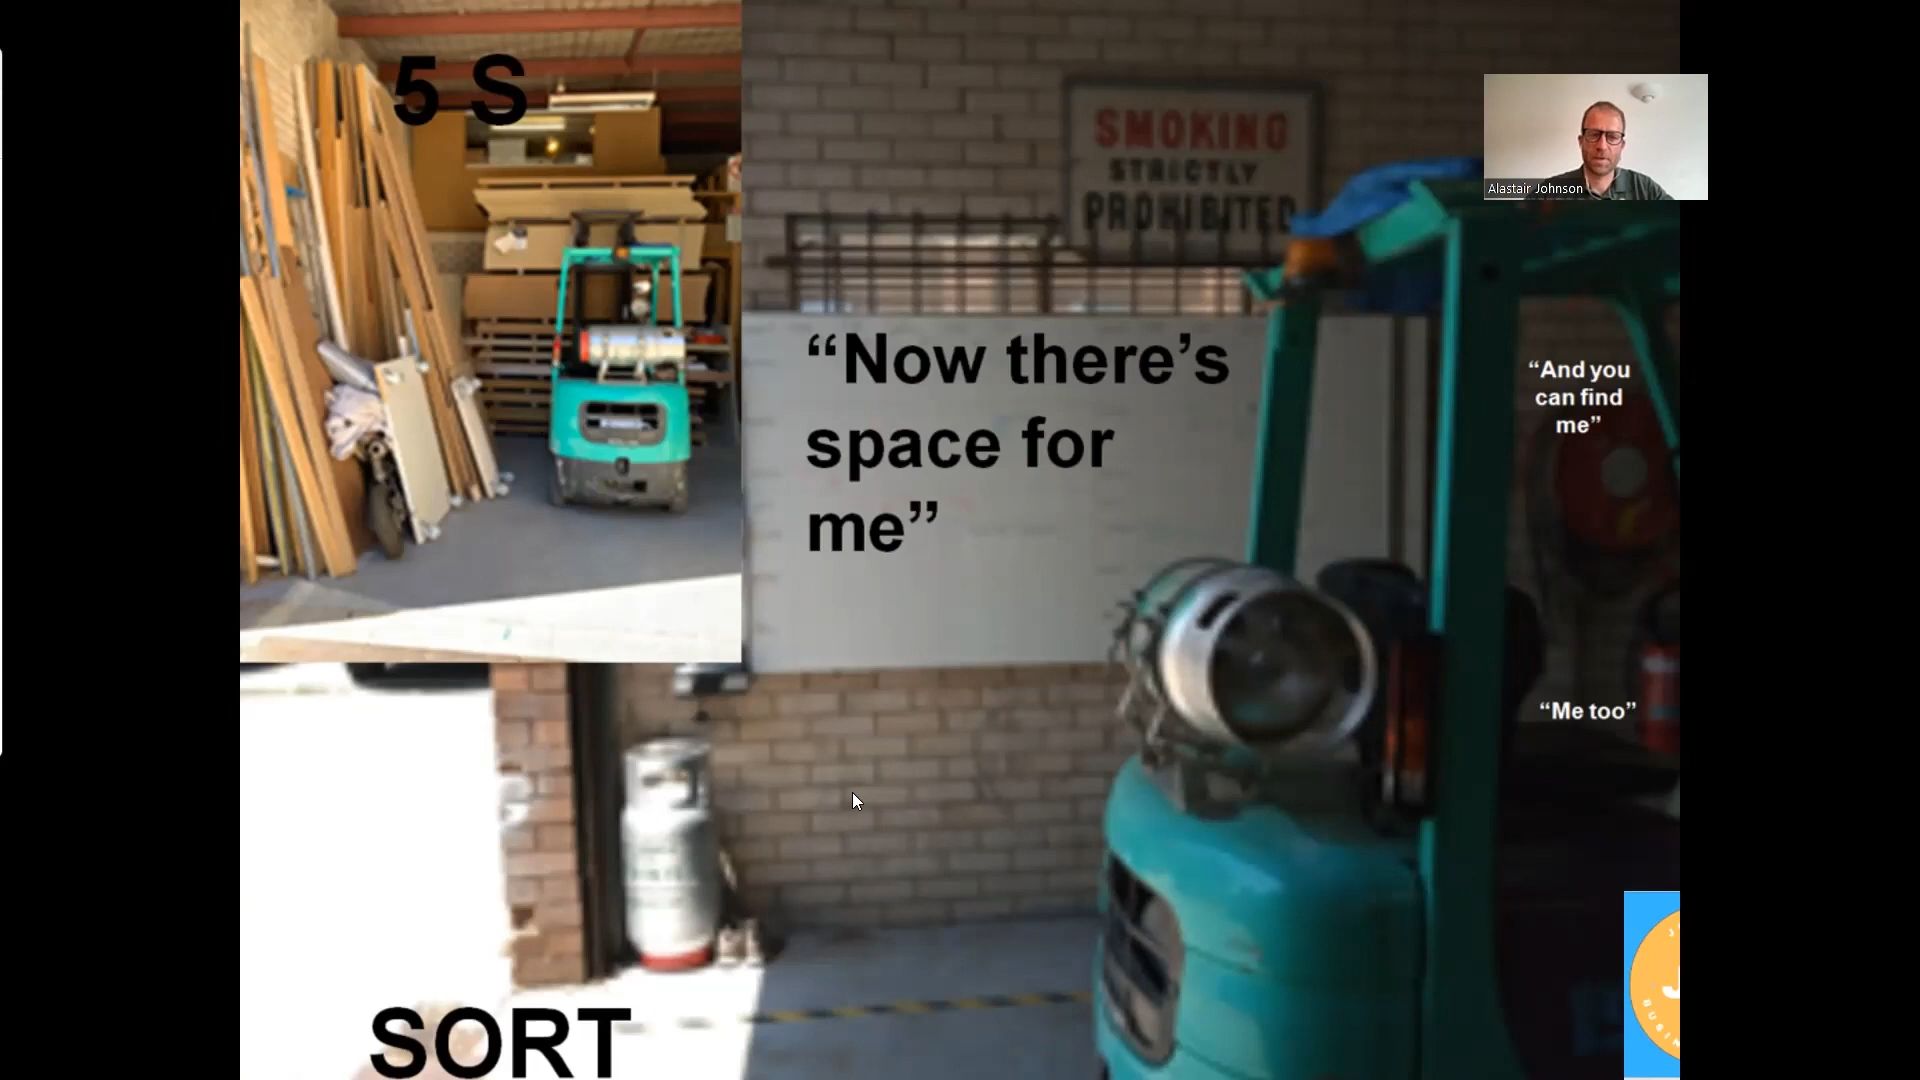 5 S
SMOKING
STRICTLY
PROHIBITED
Alastair Johnson
“Now there’s
space for
me”
“And you
can find
me”
“Me too”
SORT